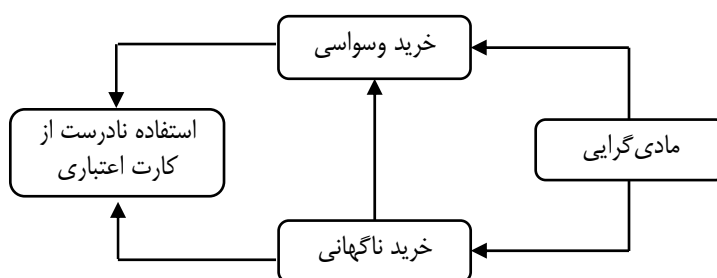 خرید وسواسی
مادی‌گرایی
استفاده نادرست از
کارت اعتباری
خرید ناگهانی